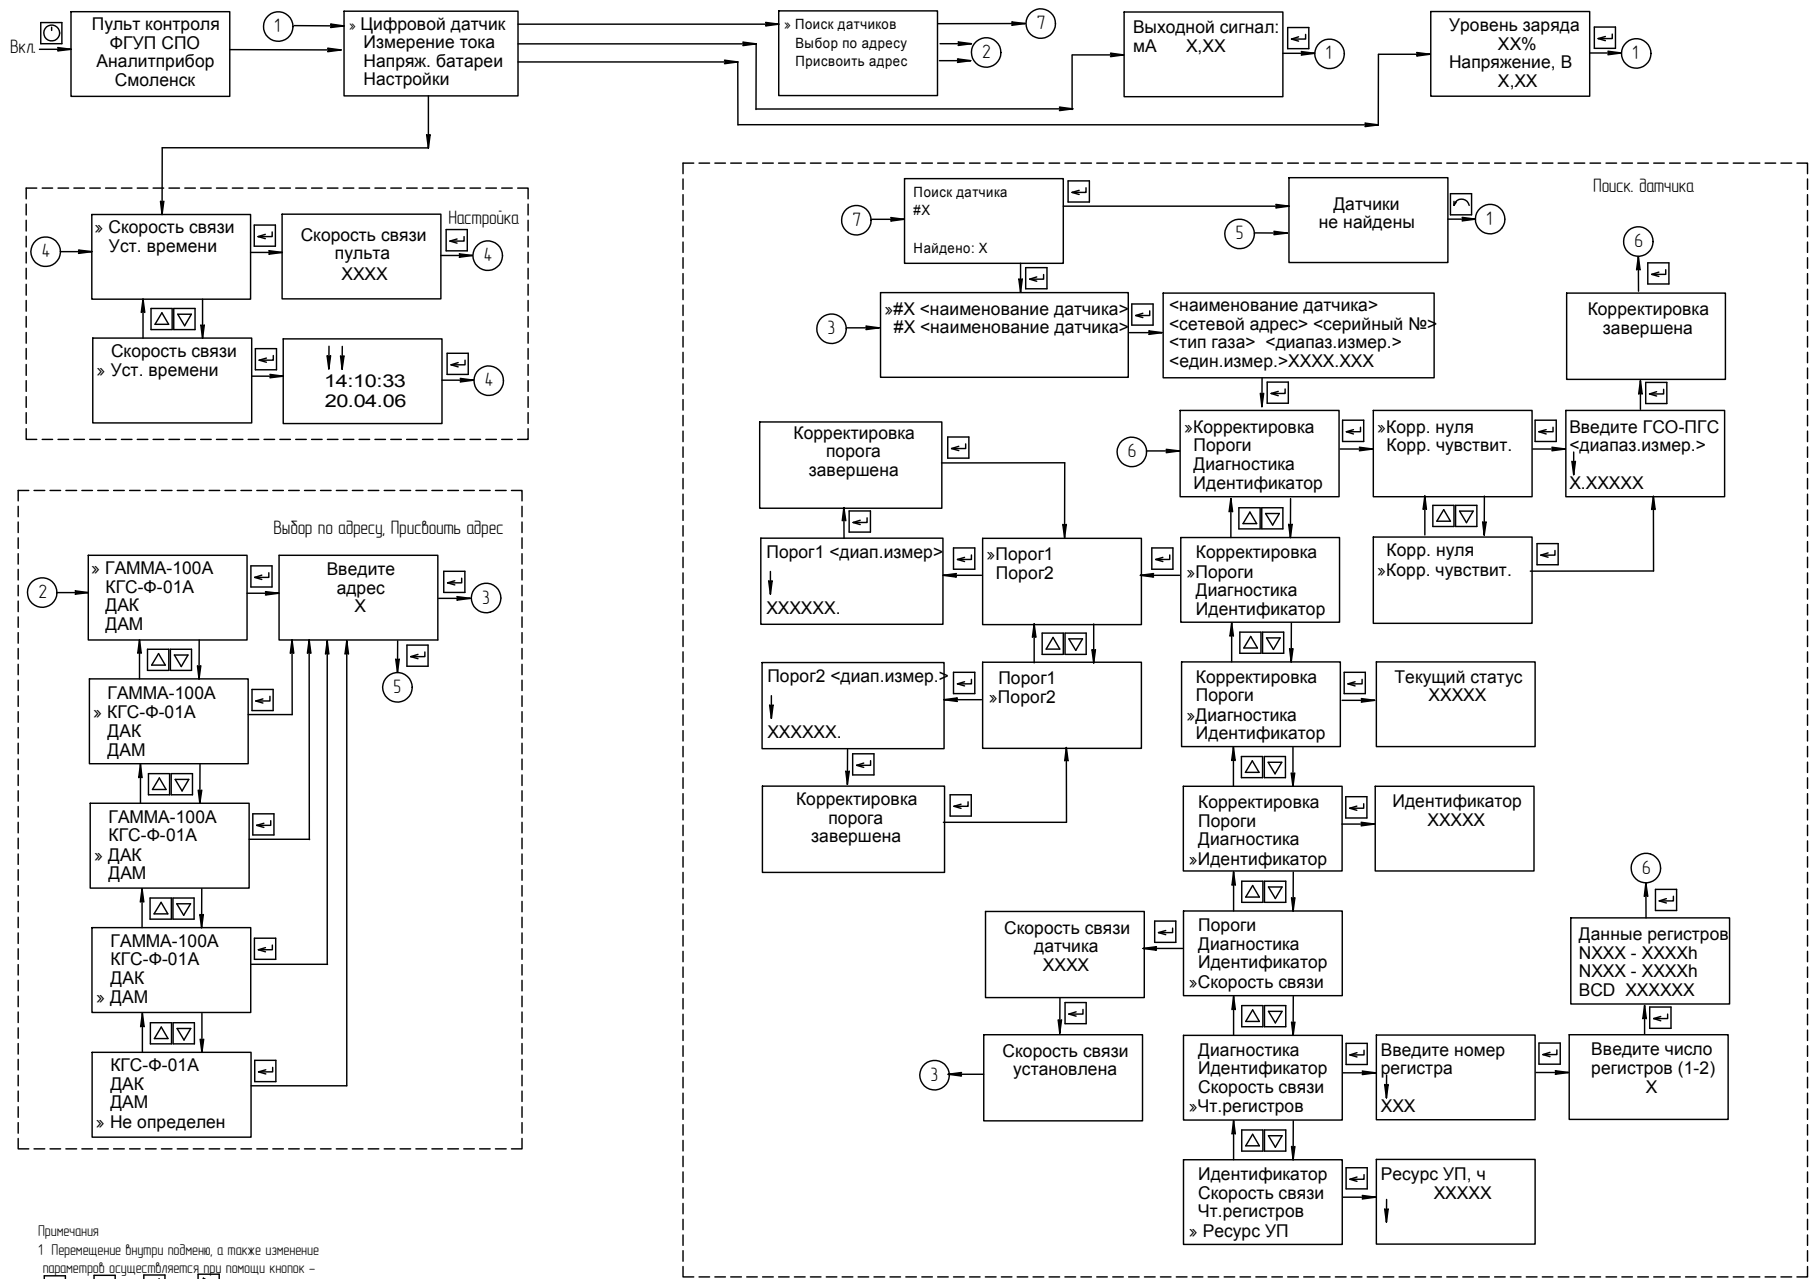 Вкл.
Пульт контроля
ФГУП СПО
Аналитприбор
Смоленск
1
» Цифровой датчик
Измерение тока
Напряж. батареи
Настройки
» Поиск датчиков
Выбор по адресу
Присвоить адрес
7
2
Выходной сигнал:
мА X,XX
1
Уровень заряда
XX%
Напряжение, В
X,XX
1
Настройка
4
» Скорость связи
Уст. времени
Скорость связи
пульта
XXXX
4
Скорость связи
» Уст. времени
14:10:33
20.04.06
4
Выбор по адресу, Присвоить адрес
2
» ГАММА-100А
КГС-Ф-01А
ДАК
ДАМ
Введите
адрес
X
3
5
ГАММА-100А
» КГС-Ф-01А
ДАК
ДАМ
ГАММА-100А
КГС-Ф-01А
» ДАК
ДАМ
ГАММА-100А
КГС-Ф-01А
ДАК
» ДАМ
КГС-Ф-01А
ДАК
ДАМ
» Не определен
Примечания
1 Перемещение внутри подменю, а также изменение
параметров осуществляется при помощи кнопок –
Поиск. датчика
7
Поиск датчика
#X
Найдено: X
5
Датчики
не найдены
1
3
»#X <наименование датчика>
#X <наименование датчика>
<наименование датчика>
<сетевой адрес> <серийный №>
<тип газа> <диапаз.измер.>
<един.измер.>XXXX.XXX
6
Корректировка
завершена
6
»Корректировка
Пороги
Диагностика
Идентификатор
»Корр. нуля
Корр. чувствит.
Введите ГСО-ПГС
<диапаз.измер.>
X.XXXXX
Корр. нуля
»Корр. чувствит.
Корректировка
порога
завершена
Порог1 <диап.измер>
XXXXXX.
»Порог1
Порог2
Корректировка
»Пороги
Диагностика
Идентификатор
Порог2 <диап.измер.>
XXXXXX.
Порог1
»Порог2
Корректировка
Пороги
»Диагностика
Идентификатор
Текущий статус
XXXXX
Корректировка
порога
завершена
Корректировка
Пороги
Диагностика
»Идентификатор
Идентификатор
XXXXX
Скорость связи
датчика
XXXX
Пороги
Диагностика
Идентификатор
»Скорость связи
6
Данные регистров
NXXX - XXXXh
NXXX - XXXXh
BCD XXXXXX
3
Скорость связи
установлена
Диагностика
Идентификатор
Скорость связи
»Чт.регистров
Введите номер
регистра
XXX
Введите число
регистров (1-2)
X
Идентификатор
Скорость связи
Чт.регистров
» Ресурс УП
Ресурс УП, ч
XXXXX